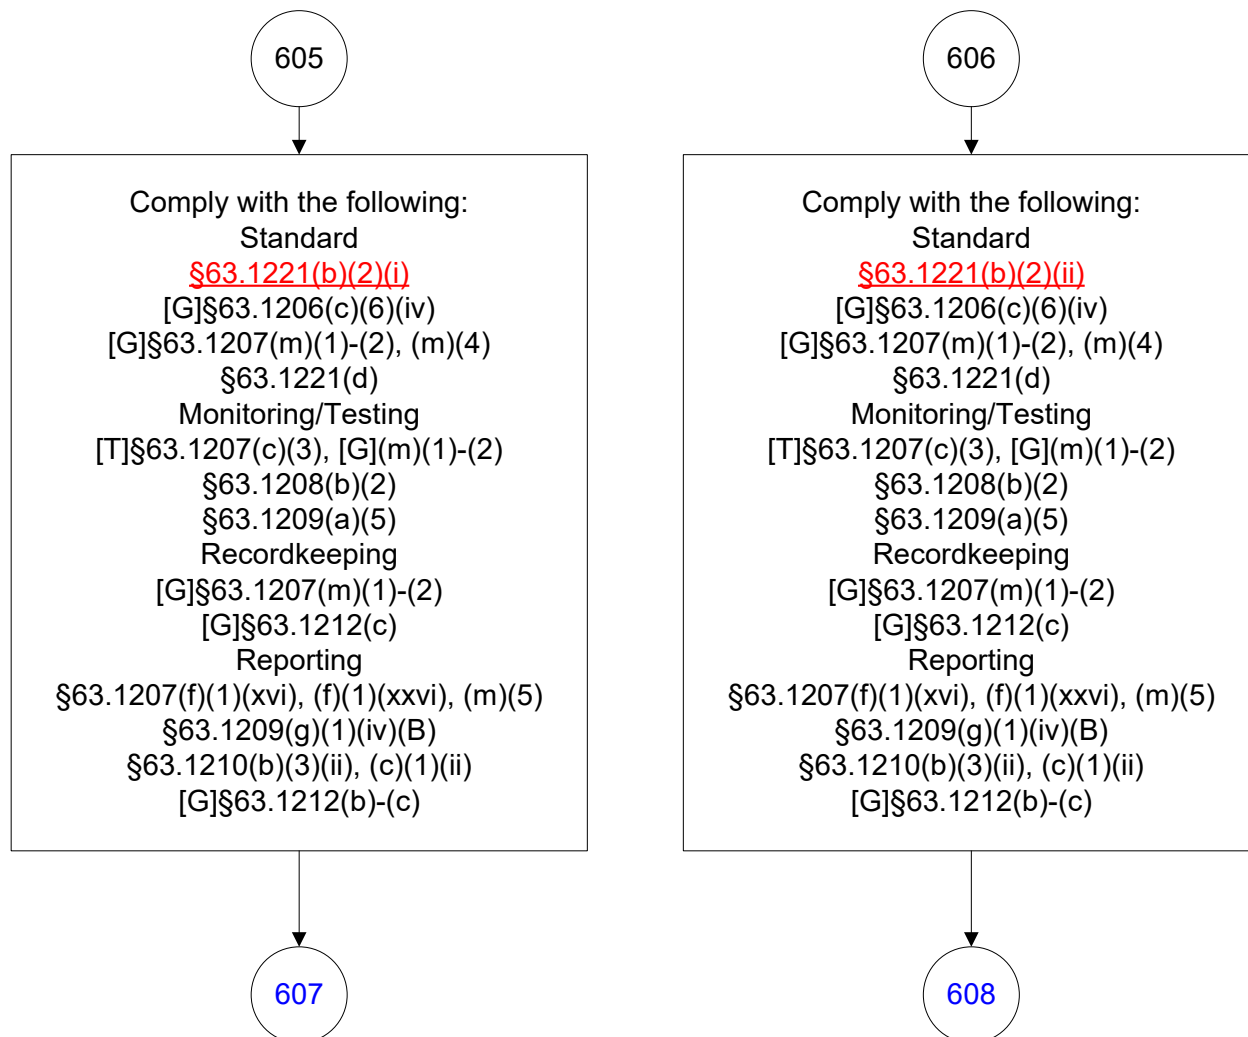 605
Comply with the following:
Standard
§63.1221(b)(2)(i)
[G]§63.1206(c)(6)(iv)
[G]§63.1207(m)(1)-(2), (m)(4)
§63.1221(d)
Monitoring/Testing
[T]§63.1207(c)(3), [G](m)(1)-(2)
§63.1208(b)(2)
§63.1209(a)(5)
Recordkeeping
[G]§63.1207(m)(1)-(2)
[G]§63.1212(c)
Reporting
§63.1207(f)(1)(xvi), (f)(1)(xxvi), (m)(5)
§63.1209(g)(1)(iv)(B)
§63.1210(b)(3)(ii), (c)(1)(ii)
[G]§63.1212(b)-(c)
607
606
Comply with the following:
Standard
§63.1221(b)(2)(ii)
[G]§63.1206(c)(6)(iv)
[G]§63.1207(m)(1)-(2), (m)(4)
§63.1221(d)
Monitoring/Testing
[T]§63.1207(c)(3), [G](m)(1)-(2)
§63.1208(b)(2)
§63.1209(a)(5)
Recordkeeping
[G]§63.1207(m)(1)-(2)
[G]§63.1212(c)
Reporting
§63.1207(f)(1)(xvi), (f)(1)(xxvi), (m)(5)
§63.1209(g)(1)(iv)(B)
§63.1210(b)(3)(ii), (c)(1)(ii)
[G]§63.1212(b)-(c)
608